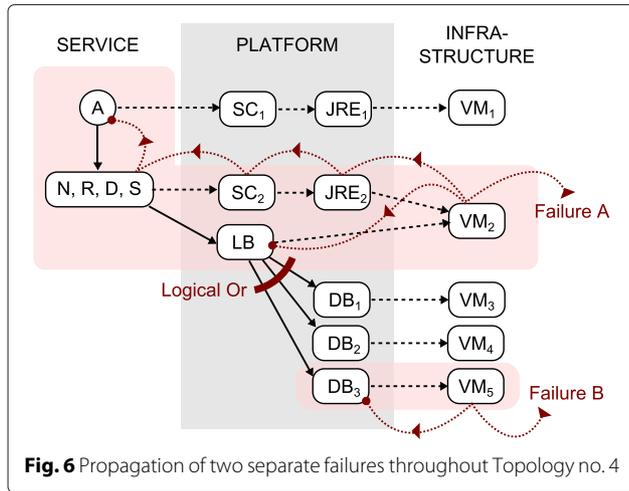 SERVICE
PLATFORM
INFRA-
STRUCTURE
A
SC₁
JRE₁
VM₁
N, R, D, S
SC₂
JRE₂
VM₂
Failure A
LB
Logical Or
DB₁
VM₃
DB₂
VM₄
DB₃
VM₅
Failure B
Fig. 6 Propagation of two separate failures throughout Topology no. 4